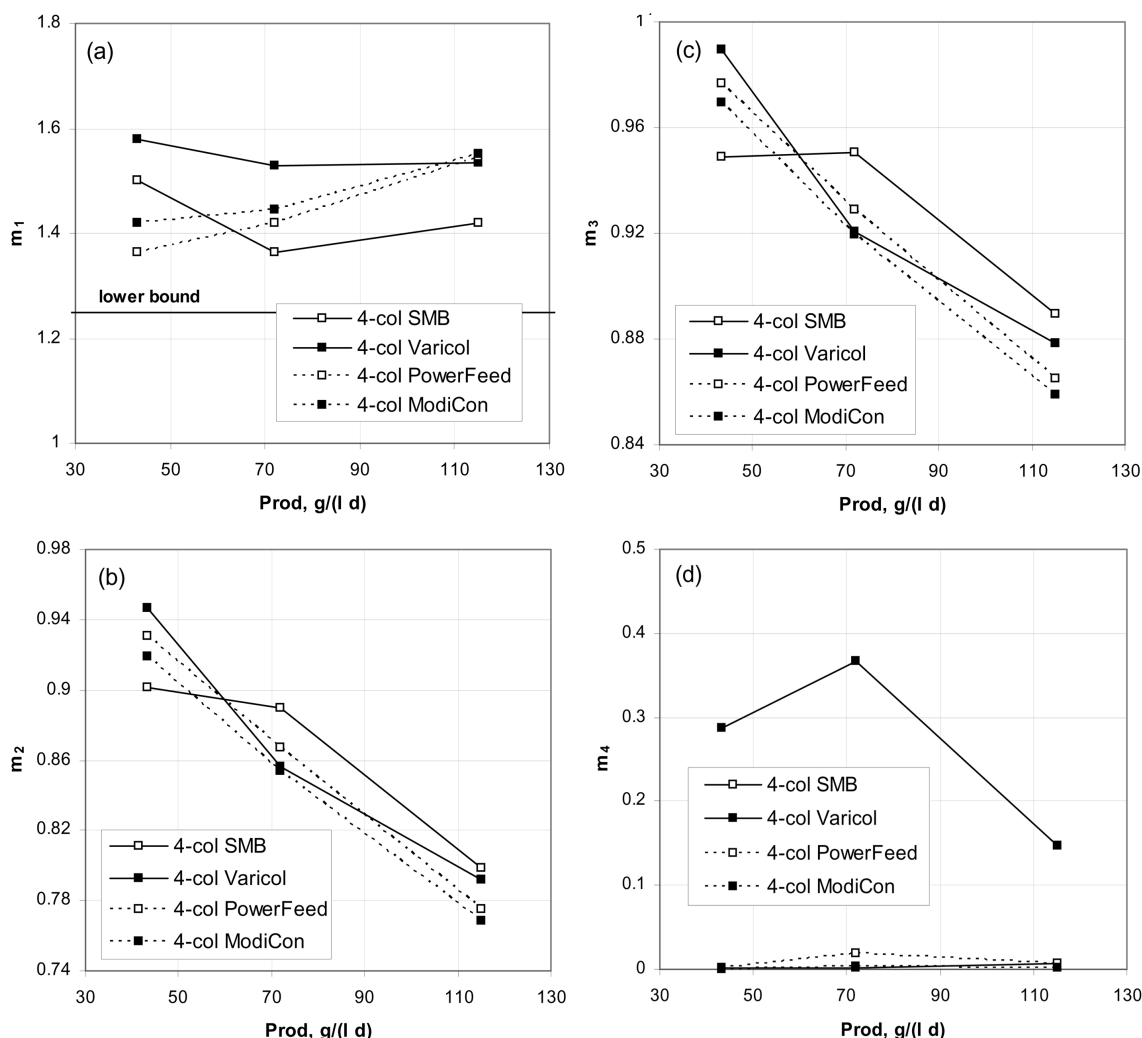 (a)
1.8
1.6
1.4
1.2
1
m1
lower bound
4-col SMB
4-col Varicol
4-col PowerFeed
4-col ModiCon
30 50 70 90 110 130
Prod, g/(l d)
(c)
1
0.96
0.92
0.88
0.84
m3
4-col SMB
4-col Varicol
4-col PowerFeed
4-col ModiCon
30 50 70 90 110 130
Prod, g/(l d)
(b)
0.98
0.94
0.9
0.86
0.82
0.78
0.74
m2
4-col SMB
4-col Varicol
4-col PowerFeed
4-col ModiCon
30 50 70 90 110 130
Prod, g/(l d)
(d)
0.5
0.4
0.3
0.2
0.1
0
m4
4-col SMB
4-col Varicol
4-col PowerFeed
4-col ModiCon
30 50 70 90 110 130
Prod, g/(l d)